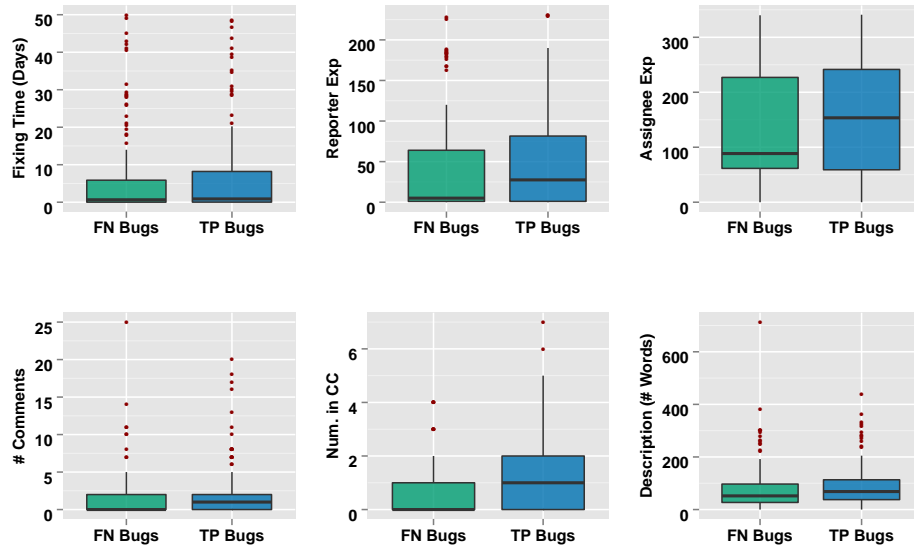 Fixing Time (Days)
50
40
30
20
10
0
FN Bugs
TP Bugs
Reporter Exp
200
150
100
50
0
FN Bugs
TP Bugs
Assignee Exp
300
200
100
0
FN Bugs
TP Bugs
# Comments
25
20
15
10
5
0
FN Bugs
TP Bugs
Num. in CC
6
4
2
0
FN Bugs
TP Bugs
Description (# Words)
600
400
200
0
FN Bugs
TP Bugs